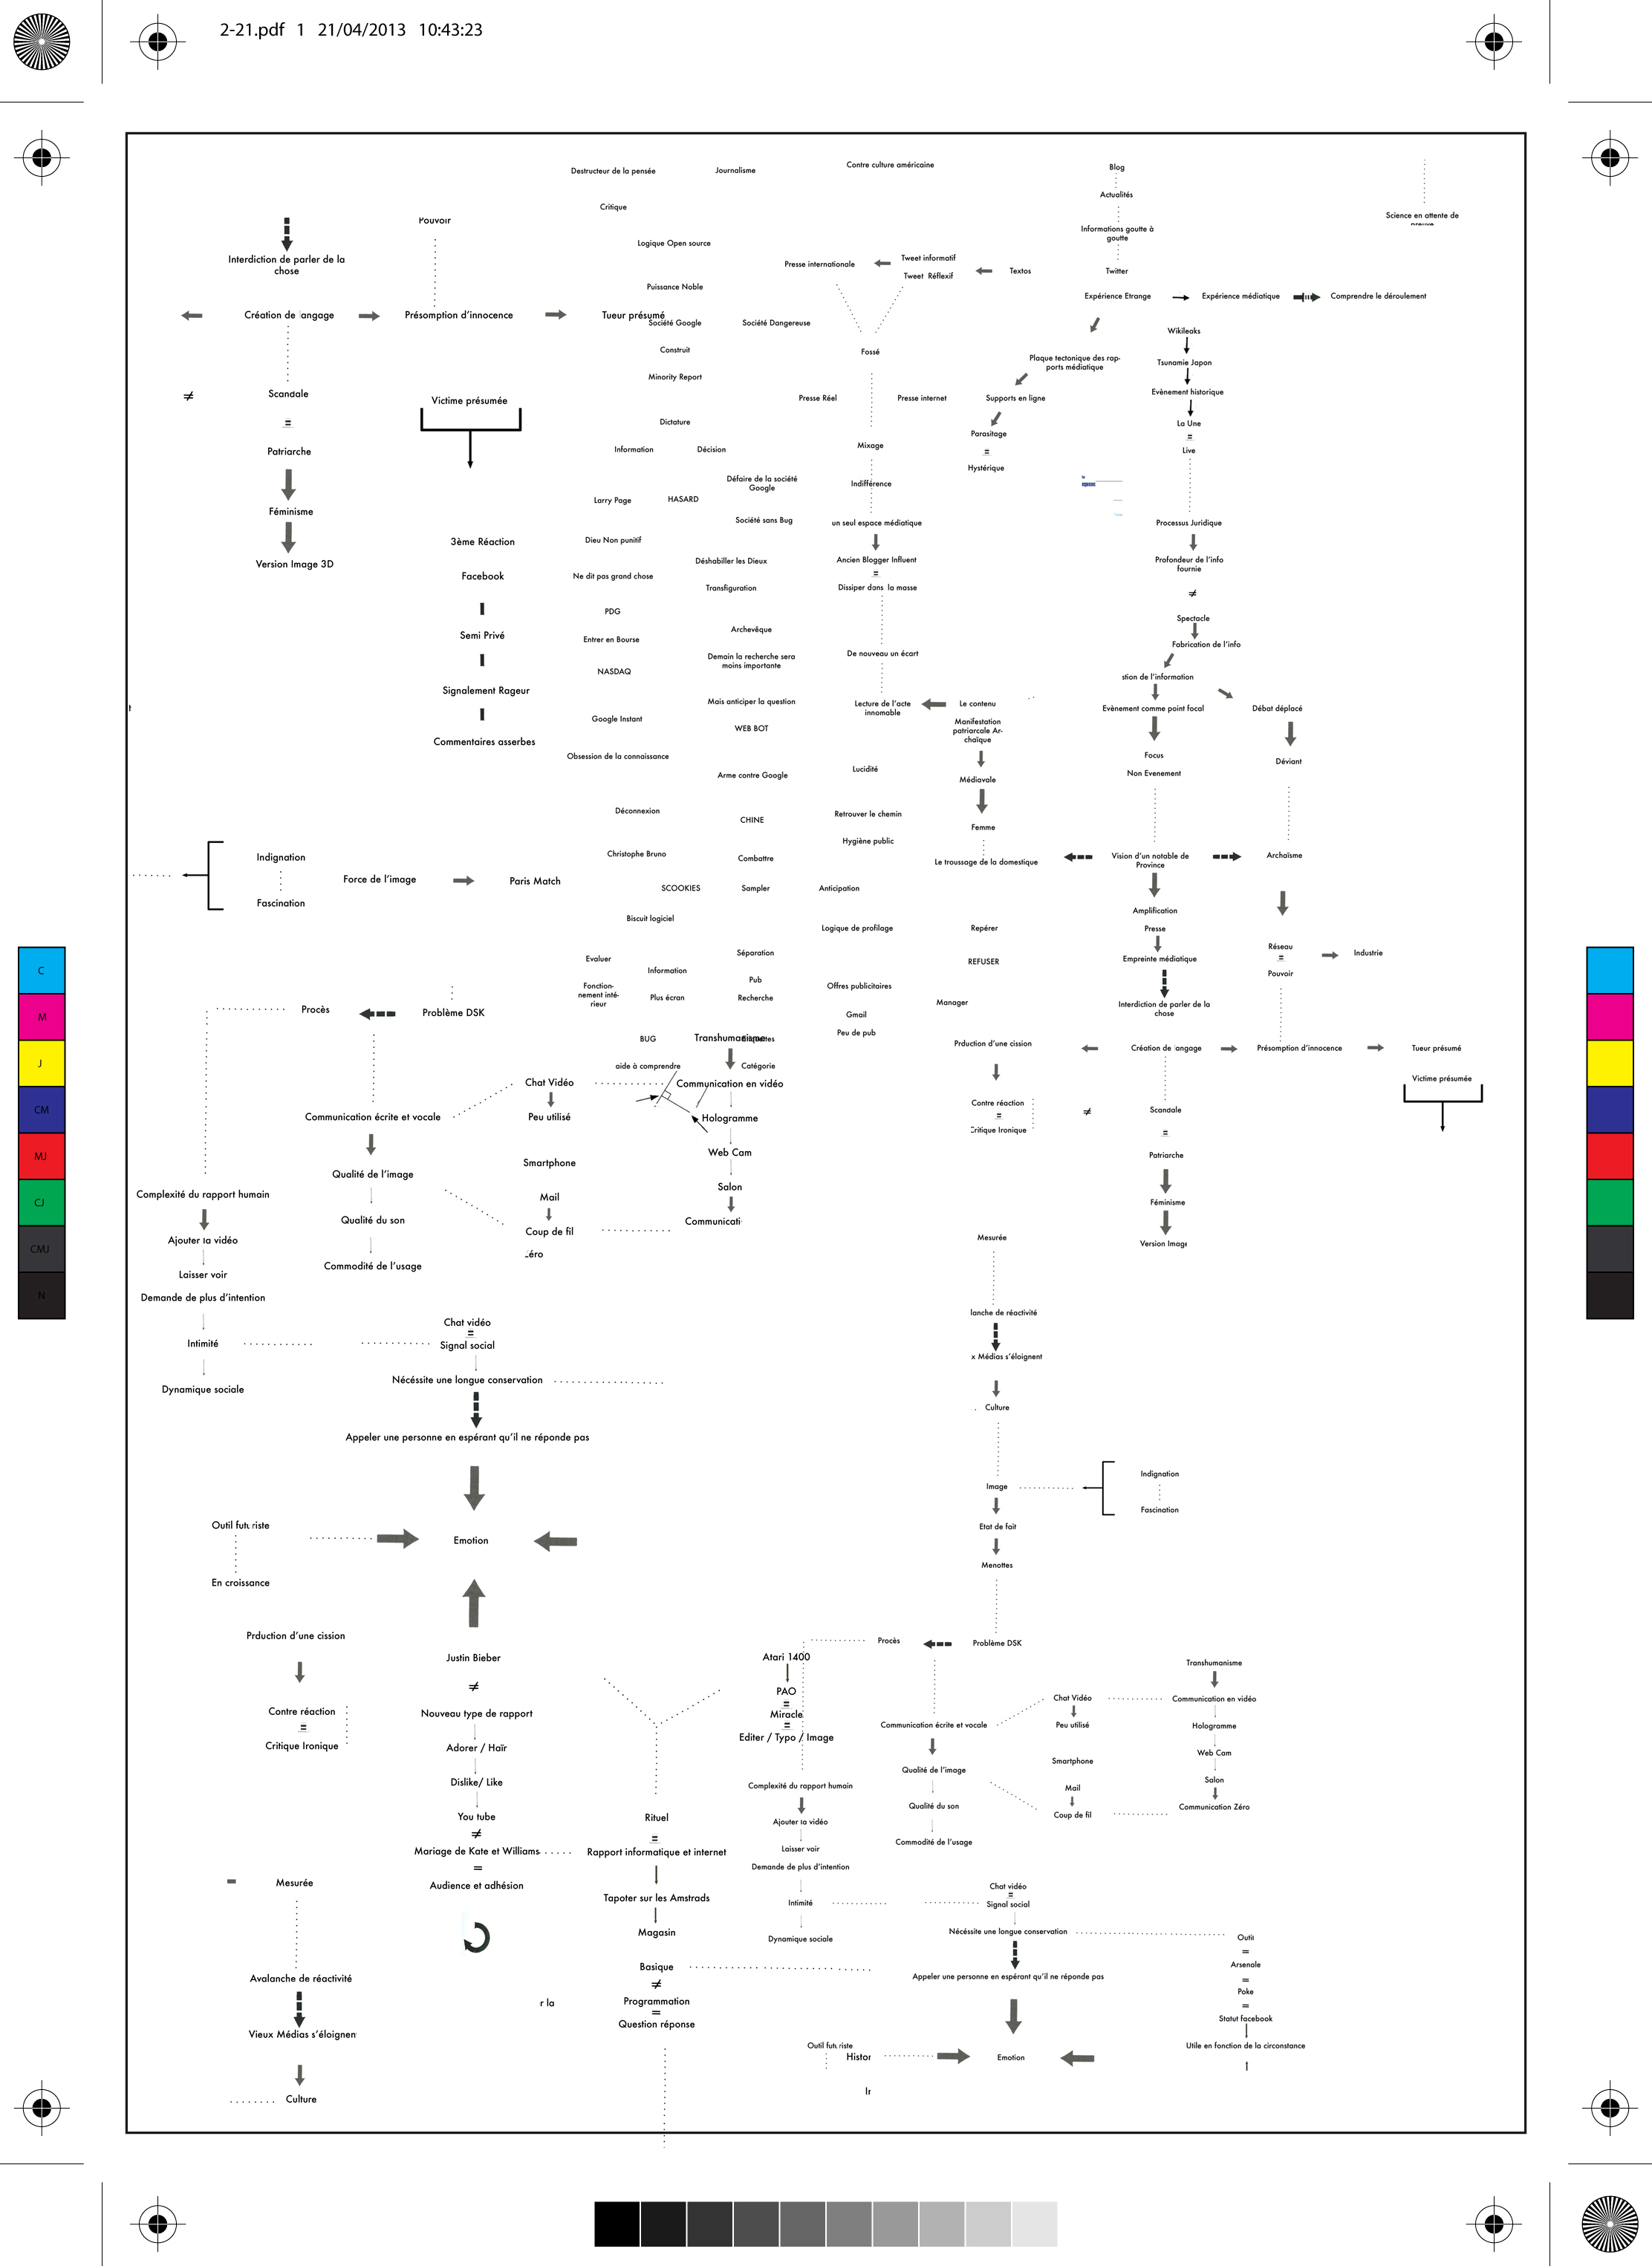 2-21.pdf 1 21/04/2013 10:43:23
Destructeur de la pensée
Journalisme
Contre culture américaine
Blog
Actualités
Critique
Pouvoir
Science en attente de
Informations goutte à
goutte
Logique Open source
Interdiction de parler de la
chose
Presse internationale
Tweet informatif
Tweet Réflexif
Textos
Twitter
Puissance Noble
Expérience Etrange
Expérience médiatique
Comprendre le déroulement
Création de langage
Présomption d'innocence
Tueur présumé
Société Google
Société Dangereuse
Wikileaks
Construit
Fossé
Plaque tectonique des rap-
ports médiatique
Tsunamie Japon
Minority Report
≠
Scandale
=
Patriarche
Féminisme
Version Image 3D
Victime présumée
Presse Réel
Presse internet
Supports en ligne
Evènement historique
Dictature
La Une
=
Live
Parasitage
=
Hystérique
Information
Décision
Mixage
Défaire de la société
Google
Indifférence
Larry Page
HASARD
Société sans Bug
un seul espace médiatique
Processus Juridique
3ème Réaction
Dieu Non punitif
Déshabiller les Dieux
Ancien Blogger Influent
=
Dissiper dans la masse
Profondeur de l'info
fournie
≠
Spectacle
Fabrication de l'info
Facebook
Ne dit pas grand chose
Transfiguration
PDG
Archevêque
Semi Privé
Entrer en Bourse
Demain la recherche sera
moins importante
De nouveau un écart
NASDAQ
stion de l'information
Signalement Rageur
Mais anticiper la question
Lecture de l'acte
innomable
Le contenu
Evènement comme point focal
Débat déplacé
Google Instant
WEB BOT
Manifestation
patriarcale Ar-
chaïque
Commentaires asserbes
Obsession de la connaissance
Focus
Non Evenement
Déviant
Arme contre Google
Lucidité
Médiavale
Déconnexion
CHINE
Retrouver le chemin
Femme
Hygiène public
Indignation
Fascination
Force de l'image
Paris Match
Christophe Bruno
Combattre
Le troussage de la domestique
Vision d'un notable de
Province
Archaïsme
SCOOKIES
Sampler
Anticipation
Biscuit logiciel
Logique de profilage
Repérer
Amplification
Presse
Evaluer
Séparation
REFUSER
Empreinte médiatique
Réseau
=
Pouvoir
Industrie
Information
Pub
Fonction-
nement inté-
rieur
Plus écran
Recherche
Offres publicitaires
Manager
Interdiction de parler de la
chose
Procès
Problème DSK
Gmail
Peu de pub
BUG
Transhumanisme
Prduction d'une cission
Création de langage
Présomption d'innocence
Tueur présumé
aide à comprendre
Catégorie
Chat Vidéo
Communication en vidéo
Victime présumée
Communication écrite et vocale
Peu utilisé
Hologramme
Contre réaction
=
Critique Ironique
≠
Scandale
=
Patriarche
Féminisme
Version Image
Web Cam
Qualité de l'image
Smartphone
Salon
Complexité du rapport humain
Mail
Qualité du son
Coup de fil
Communicati
Zéro
Ajouter la vidéo
Commodité de l'usage
Laisser voir
Demande de plus d'intention
Mesurée
lanche de réactivité
Chat vidéo
=
Signal social
Intimité
x Médias s'éloignent
Nécéssite une longue conservation
Dynamique sociale
Culture
Appeler une personne en espérant qu'il ne réponde pas
Image
Indignation
Fascination
Outil futuriste
Emotion
Etat de fait
Menottes
En croissance
Prduction d'une cission
Justin Bieber
≠
Nouveau type de rapport
Adorer / Haïr
Dislike/ Like
You tube
≠
Mariage de Kate et Williams
=
Audience et adhésion
Contre réaction
=
Critique Ironique
Atari 1400
PAO
=
Miracle
=
Editer / Typo / Image
Procès
Problème DSK
Transhumanisme
Chat Vidéo
Communication en vidéo
Communication écrite et vocale
Peu utilisé
Hologramme
Web Cam
Smartphone
Qualité de l'image
Salon
Complexité du rapport humain
Mail
Communication Zéro
Qualité du son
Coup de fil
Ajouter la vidéo
Commodité de l'usage
Laisser voir
Demande de plus d'intention
Rituel
=
Rapport informatique et internet
Tapoter sur les Amstrads
Magasin
Basique
≠
Programmation
=
Question réponse
Mesurée
Intimité
Chat vidéo
=
Signal social
Nécéssite une longue conservation
Dynamique sociale
Outil
=
Arsenale
=
Poke
=
Statut facebook
Utile en fonction de la circonstance
Avalanche de réactivité
Appeler une personne en espérant qu'il ne réponde pas
r la
Vieux Médias s'éloignen
Outil futuriste
Histor
Emotion
Ir
Culture
C
M
J
CM
MJ
CJ
CMJ
N